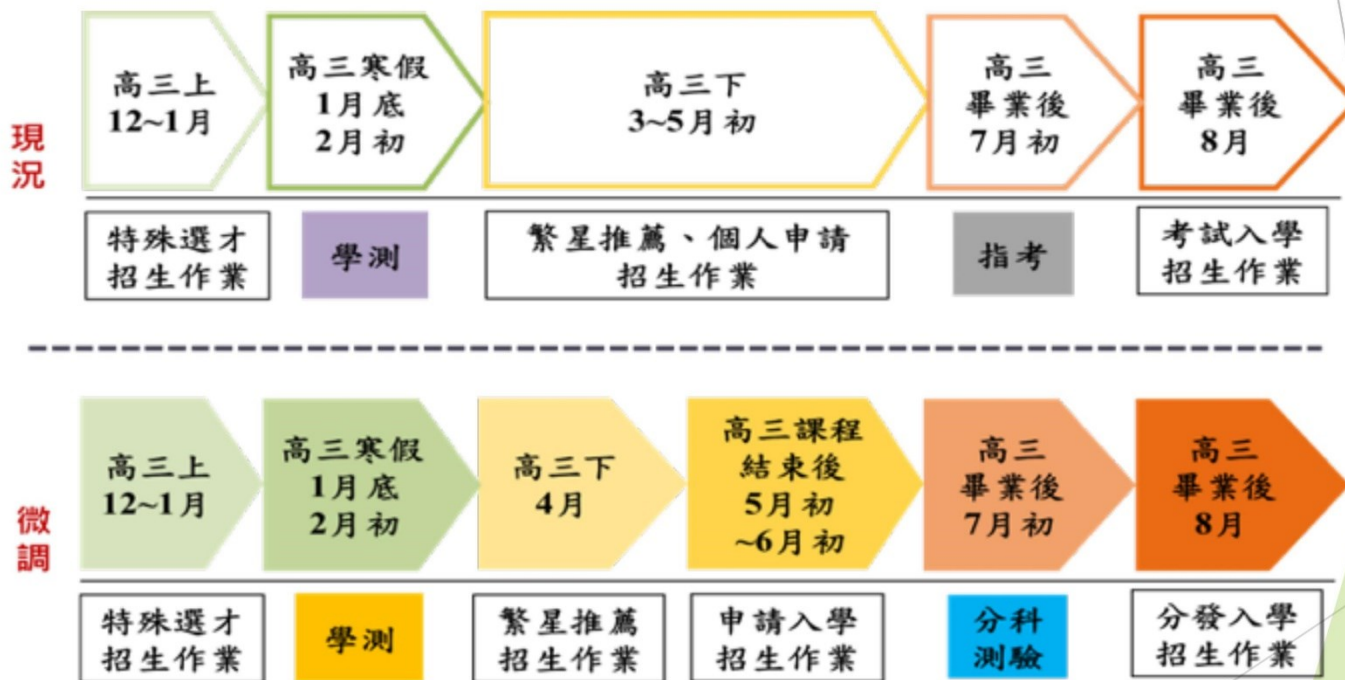 現況
高三上
12~1月
高三寒假
1月底
2月初
高三下
3~5月初
高三
畢業後
7月初
高三
畢業後
8月
特殊選才
招生作業
學測
繁星推薦、個人申請
招生作業
指考
考試入學
招生作業
微調
高三上
12~1月
高三寒假
1月底
2月初
高三下
4月
高三課程
結束後
5月初
~6月初
高三
畢業後
7月初
高三
畢業後
8月
特殊選才
招生作業
學測
繁星推薦
招生作業
申請入學
招生作業
分科
測驗
分發入學
招生作業